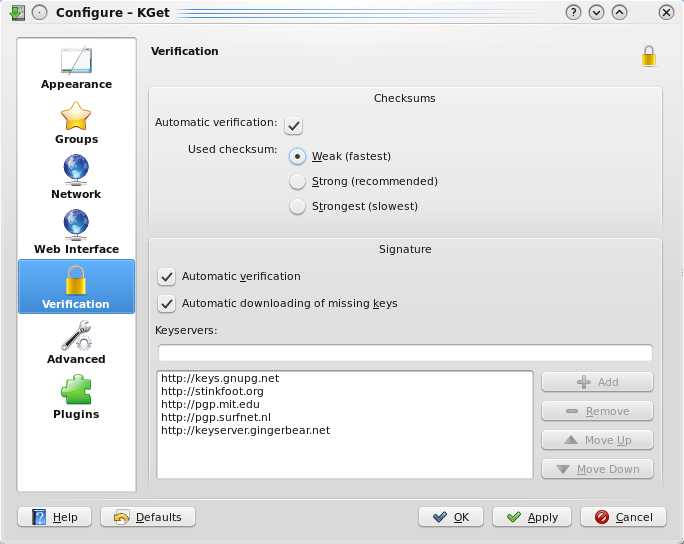 Configure – KGet
Appearance
Groups
Network
Web Interface
Verification
Advanced
Plugins
Verification
Checksums
Automatic verification:
Used checksum:
Weak (fastest)
Strong (recommended)
Strongest (slowest)
Signature
Automatic verification
Automatic downloading of missing keys
Keyservers:
http://keys.gnupg.net
http://stinkfoot.org
http://pgp.mit.edu
http://pgp.surfnet.nl
http://keyserver.gingerbear.net
Add
Remove
Move Up
Move Down
Help
Defaults
OK
Apply
Cancel